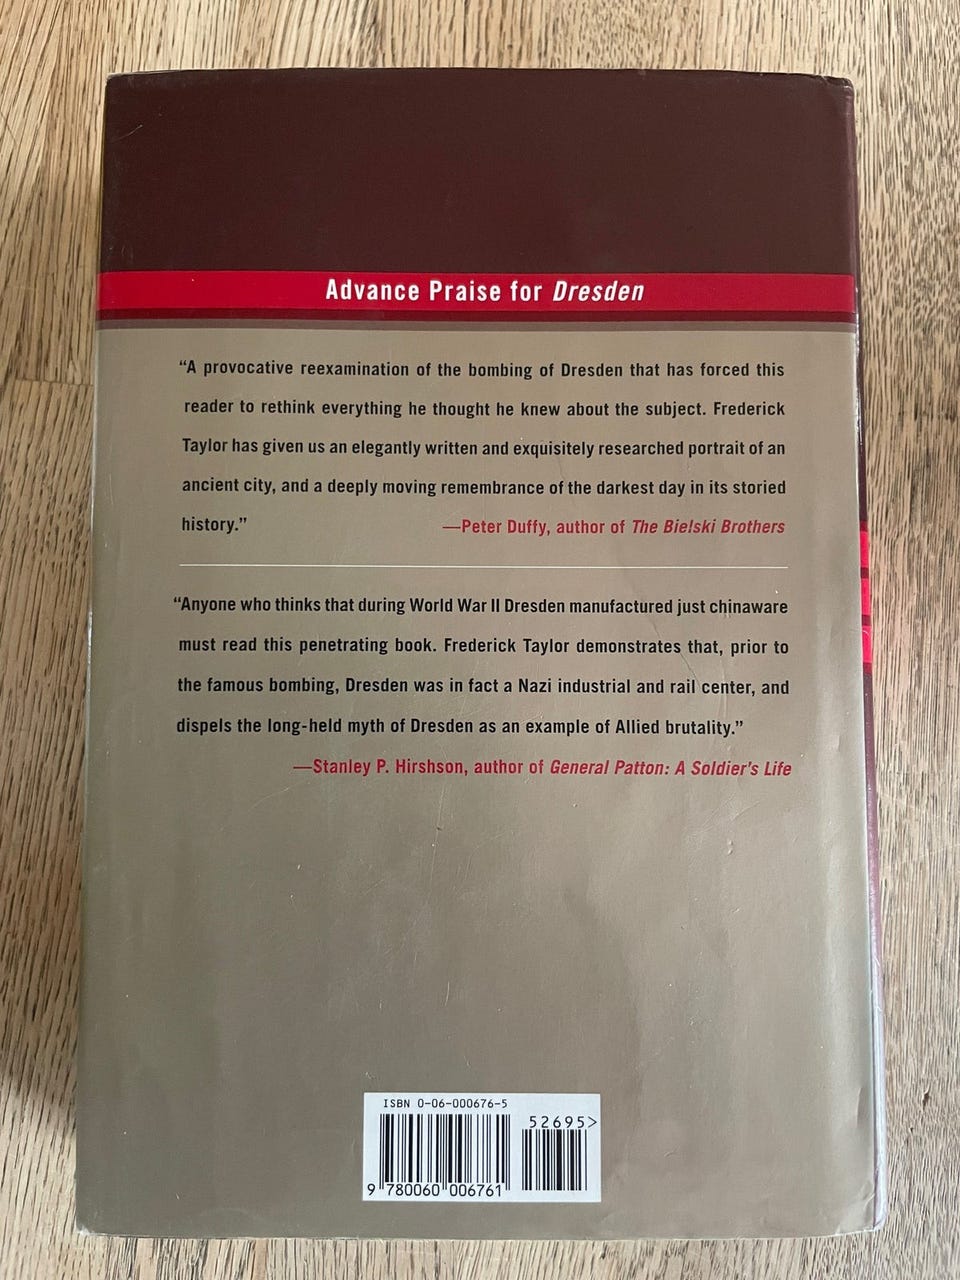 Advance Praise for Dresden
“A provocative reexamination of the bombing of Dresden that has forced this
reader to rethink everything he thought he knew about the subject. Frederick
Taylor has given us an elegantly written and exquisitely researched portrait of an
ancient city, and a deeply moving remembrance of the darkest day in its storied
history.” —Peter Duffy, author of The Bielski Brothers
“Anyone who thinks that during World War II Dresden manufactured just chinaware
must read this penetrating book. Frederick Taylor demonstrates that, prior to
the famous bombing, Dresden was in fact a Nazi industrial and rail center, and
dispels the long-held myth of Dresden as an example of Allied brutality.”
—Stanley P. Hirshson, author of General Patton: A Soldier's Life
ISBN 0-06-000676-5
52695>
9 780060 006761